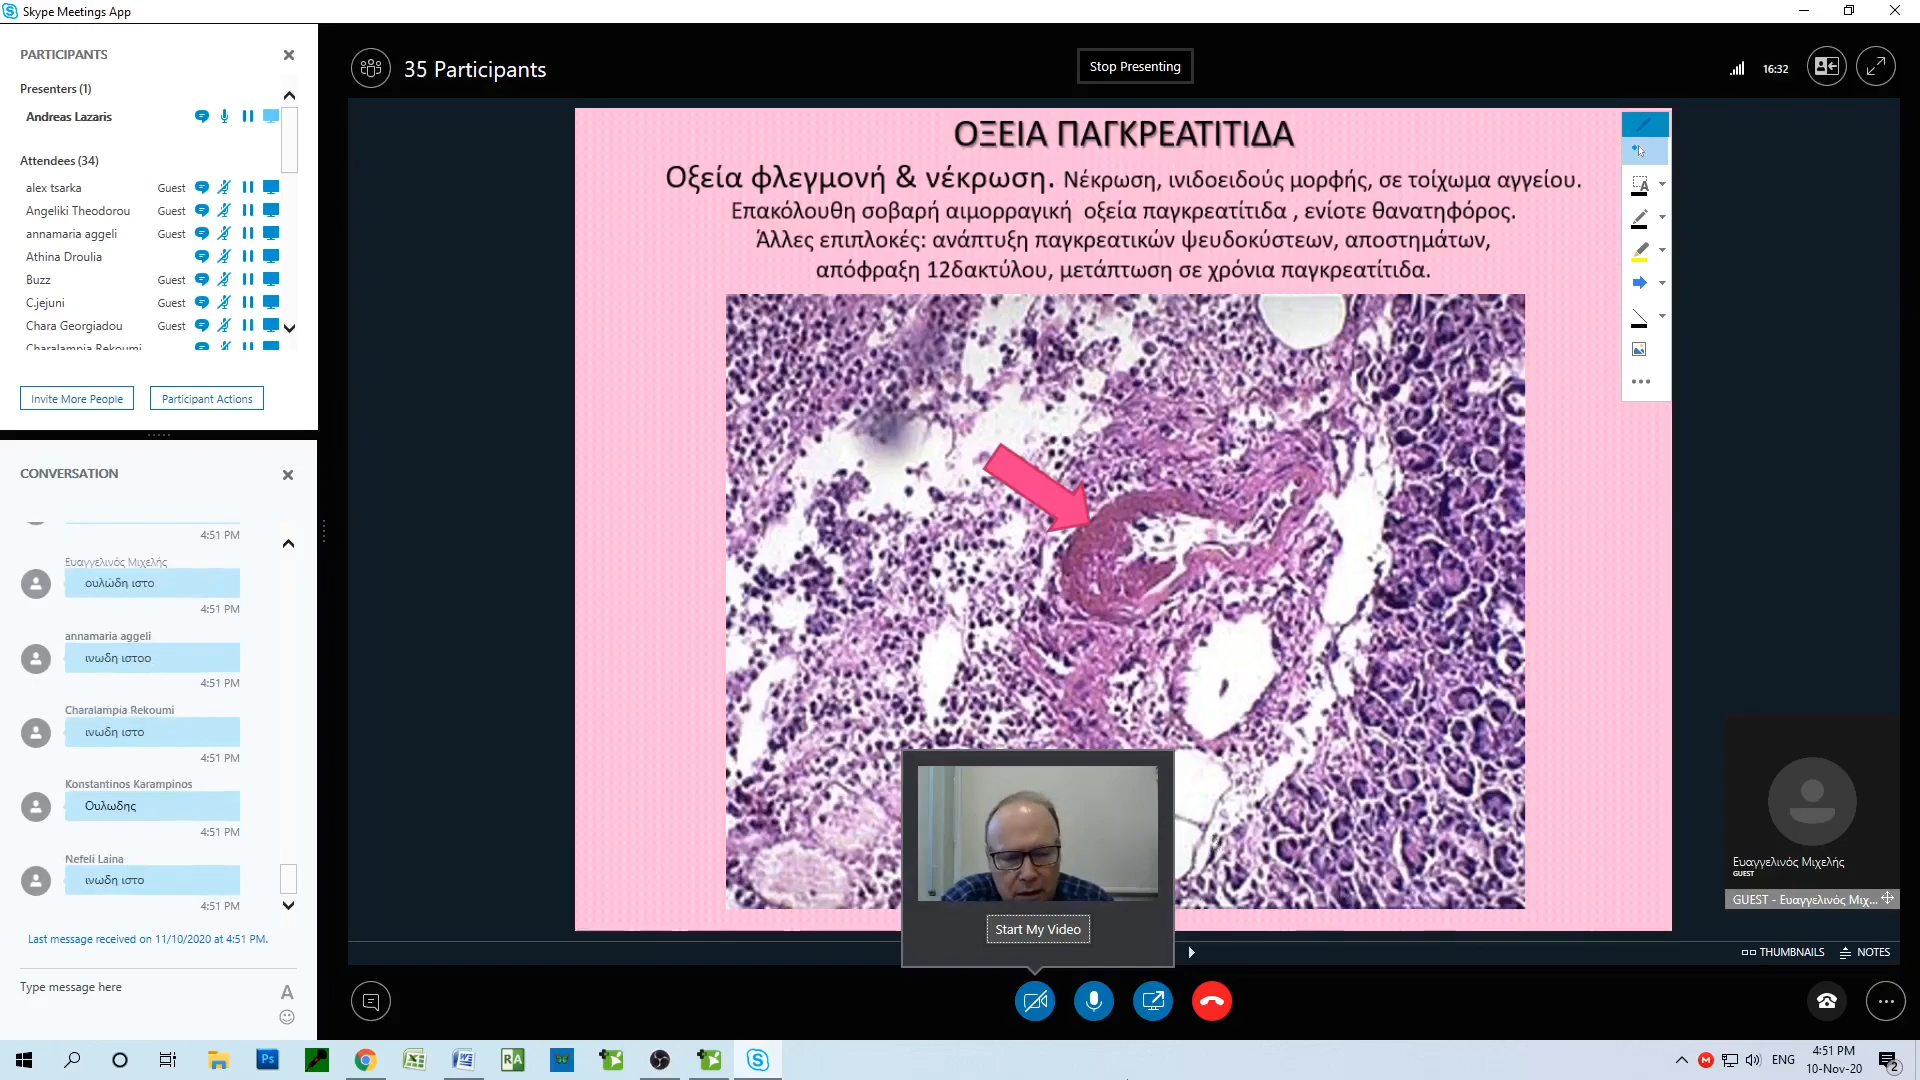 Skype Meetings App
PARTICIPANTS
Presenters (1)
Andreas Lazaris
Attendees (34)
alex tsarka Guest
Angeliki Theodorou Guest
annamaria aggeli Guest
Athina Droulia Guest
Buzz Guest
C.jejuni Guest
Chara Georgiadou Guest
Charalampia Rekoumi
Invite More People
Participant Actions
CONVERSATION
4:51 PM
Ευαγγελινός Μιχελής
ουλώδη ιστο
4:51 PM
annamaria aggeli
ινωδη ιστοο
4:51 PM
Charalampia Rekoumi
ινωδη ιστο
4:51 PM
Konstantinos Karampinos
Ουλωδης
4:51 PM
Nefeli Laina
ινωδη ιστο
4:51 PM
Last message received on 11/10/2020 at 4:51 PM.
Type message here
A
35 Participants
Stop Presenting
16:32
ΟΞΕΙΑ ΠΑΓΚΡΕΑΤΙΤΙΔΑ
Οξεία φλεγμονή & νέκρωση. Νέκρωση, ινιδοειδούς μορφής, σε τοίχωμα αγγείου.
Επακόλουθη σοβαρή αιμορραγική οξεία παγκρεατίτιδα , ενίοτε θανατηφόρος.
Άλλες επιπλοκές: ανάπτυξη παγκρεατικών ψευδοκύστεων, αποστημάτων,
απόφραξη 12δακτύλου, μετάπτωση σε χρόνια παγκρεατίτιδα.
A
Start My Video
Ευαγγελινός Μιχελής
GUEST
GUEST - Ευαγγελινός Μιχ...
THUMBNAILS
NOTES
Ps
RA
M
ENG
4:51 PM
10-Nov-20
2